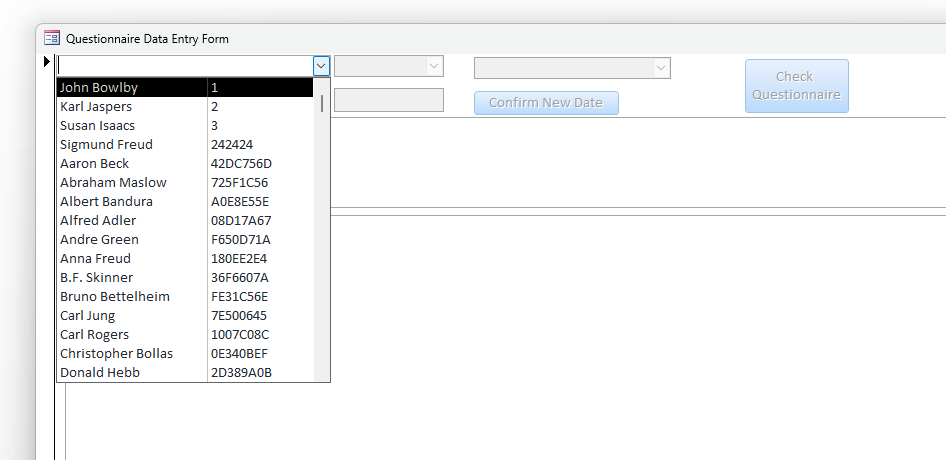 Questionnaire Data Entry Form
Check
Questionnaire
Confirm New Date
John Bowlby 1
Karl Jaspers 2
Susan Isaacs 3
Sigmund Freud 242424
Aaron Beck 42DC756D
Abraham Maslow 725F1C56
Albert Bandura A0E8E55E
Alfred Adler 08D17A67
Andre Green F650D71A
Anna Freud 180EE2E4
B.F. Skinner 36F6607A
Bruno Bettelheim FE31C56E
Carl Jung 7E500645
Carl Rogers 1007C08C
Christopher Bollas 0E340BEF
Donald Hebb 2D389A0B